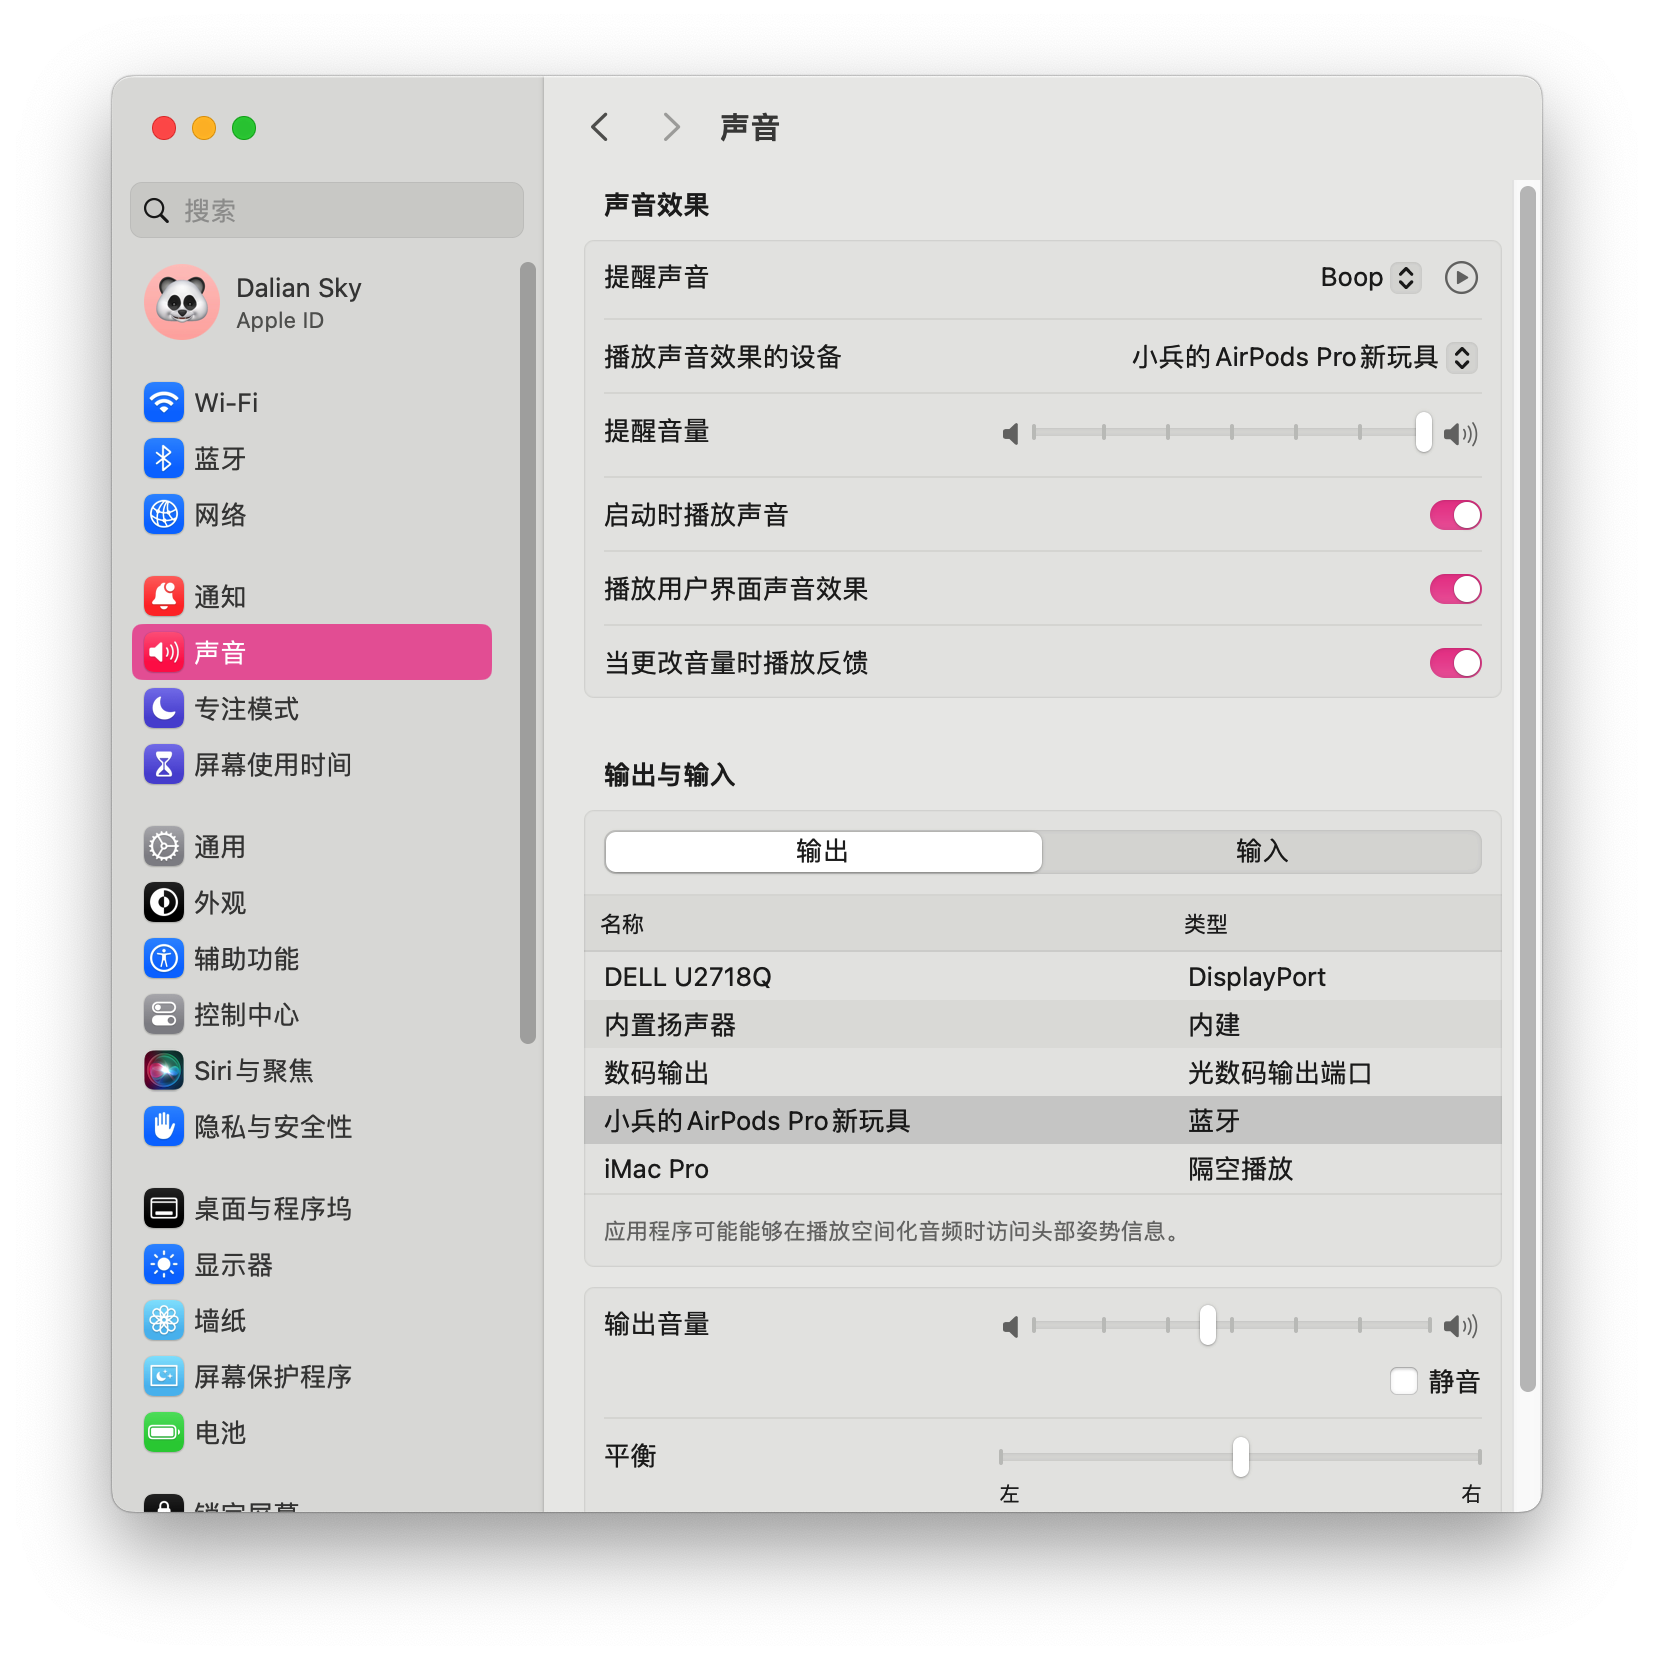 声音
搜索
Dalian Sky
Apple ID
Wi-Fi
蓝牙
网络
通知
声音
专注模式
屏幕使用时间
通用
外观
辅助功能
控制中心
Siri与聚焦
隐私与安全性
桌面与程序坞
显示器
墙纸
屏幕保护程序
电池
锁定屏幕
声音效果
提醒声音 Boop
播放声音效果的设备 小兵的AirPods Pro新玩具
提醒音量
启动时播放声音
播放用户界面声音效果
当更改音量时播放反馈
输出与输入
输出 输入
名称 类型
DELL U2718Q DisplayPort
内置扬声器 内建
数码输出 光数码输出端口
小兵的AirPods Pro新玩具 蓝牙
iMac Pro 隔空播放
应用程序可能能够在播放空间化音频时访问头部姿势信息。
输出音量
静音
平衡
左 右